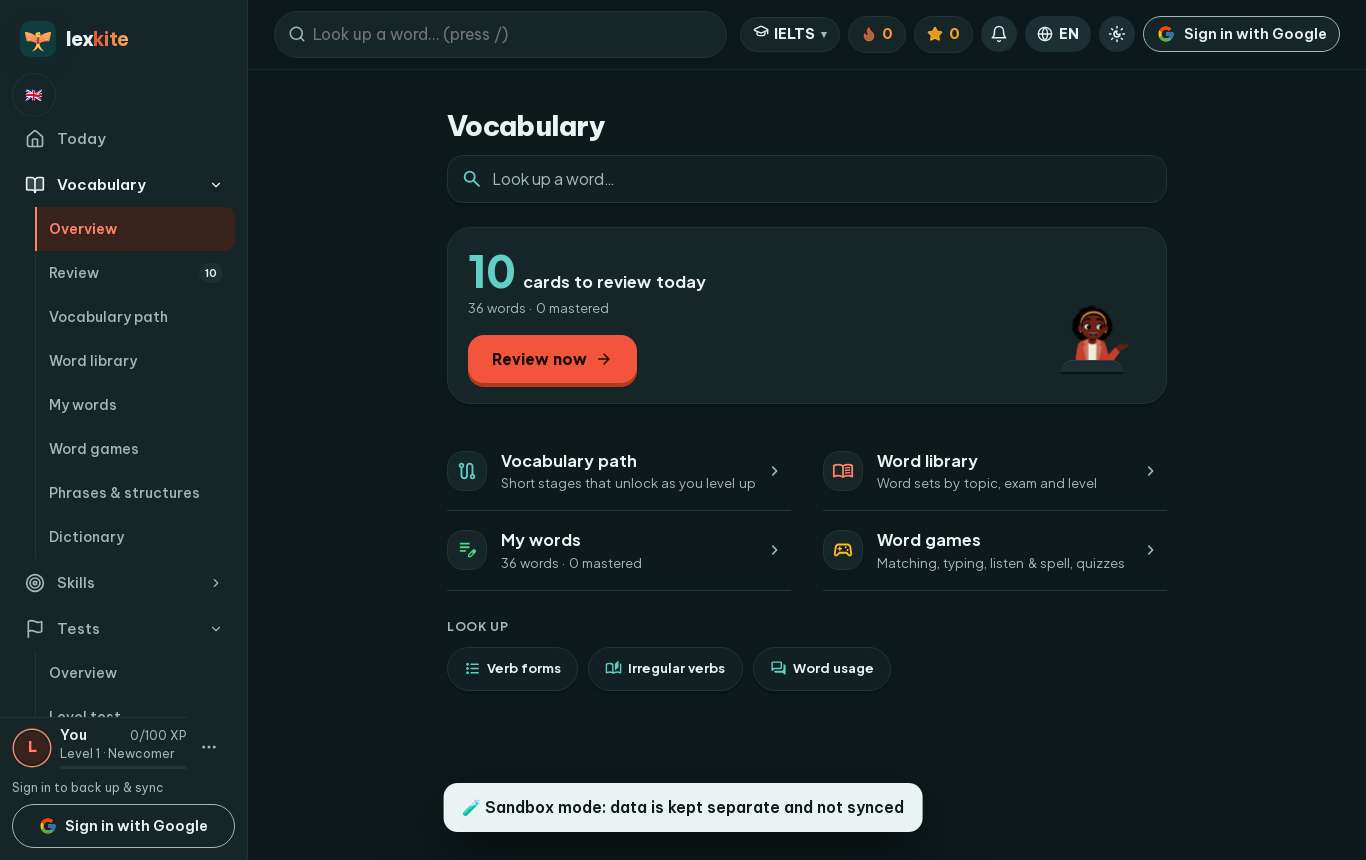 lexkite
Today
Vocabulary
Overview
Review 10
Vocabulary path
Word library
My words
Word games
Phrases & structures
Dictionary
Skills
Tests
Overview
Level test
L
You 0/100 XP
Level 1 · Newcomer
Sign in to back up & sync
Sign in with Google
Look up a word... (press /)
IELTS ▾
0
0
EN
Sign in with Google
Vocabulary
Look up a word...
10 cards to review today
36 words · 0 mastered
Review now
Vocabulary path
Short stages that unlock as you level up
Word library
Word sets by topic, exam and level
My words
36 words · 0 mastered
Word games
Matching, typing, listen & spell, quizzes
LOOK UP
Verb forms
Irregular verbs
Word usage
🧪 Sandbox mode: data is kept separate and not synced